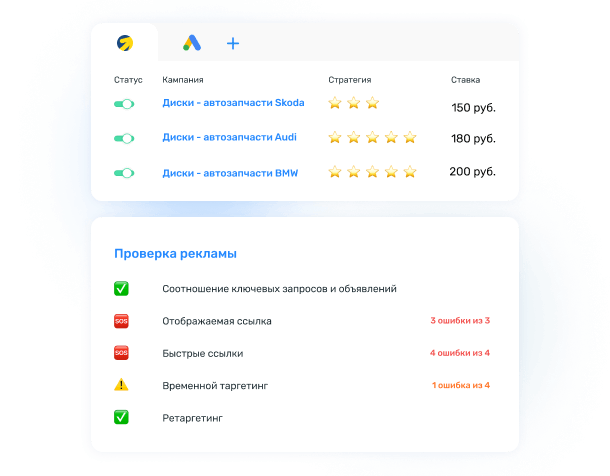 Статус Кампания Стратегия Ставка
Диски - автозапчасти Skoda 150 руб.
Диски - автозапчасти Audi 180 руб.
Диски - автозапчасти BMW 200 руб.
Проверка рекламы
Соотношение ключевых запросов и объявлений
SOS Отображаемая ссылка 3 ошибки из 3
SOS Быстрые ссылки 4 ошибки из 4
Временной таргетинг 1 ошибка из 4
Ретаргетинг